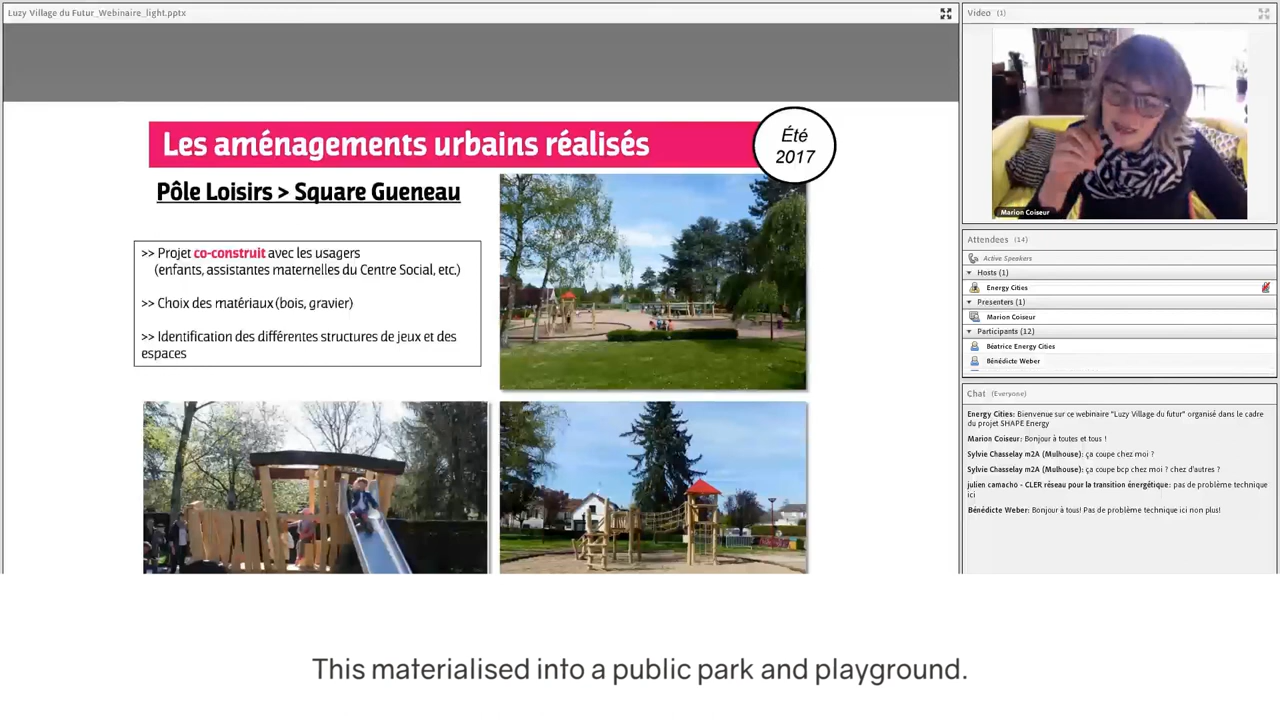 Luzy Village du Futur_Webinaire_light.pptx
Les aménagements urbains réalisés
Été
2017
Pôle Loisirs > Square Gueneau
>> Projet co-construit avec les usagers
(enfants, assistantes maternelles du Centre Social, etc.)
>> Choix des matériaux (bois, gravier)
>> Identification des différentes structures de jeux et des
espaces
Video (1)
Marion Coiseur
Attendees (14)
Active Speakers
Hosts (1)
Energy Cities
Presenters (1)
Marion Coiseur
Participants (12)
Béatrice Energy Cities
Bénédicte Weber
Chat (Everyone)
Energy Cities: Bienvenue sur ce webinaire "Luzy Village du futur" organisé dans le cadre
du projet SHAPE Energy
Marion Coiseur: Bonjour à toutes et tous !
Sylvie Chasselay m2A (Mulhouse): ça coupe chez moi ?
Sylvie Chasselay m2A (Mulhouse): ça coupe bcp chez moi ? chez d'autres ?
julien camacho - CLER réseau pour la transition énergétique: pas de problème technique
ici
Bénédicte Weber: Bonjour à tous! Pas de problème technique ici non plus!
This materialised into a public park and playground.